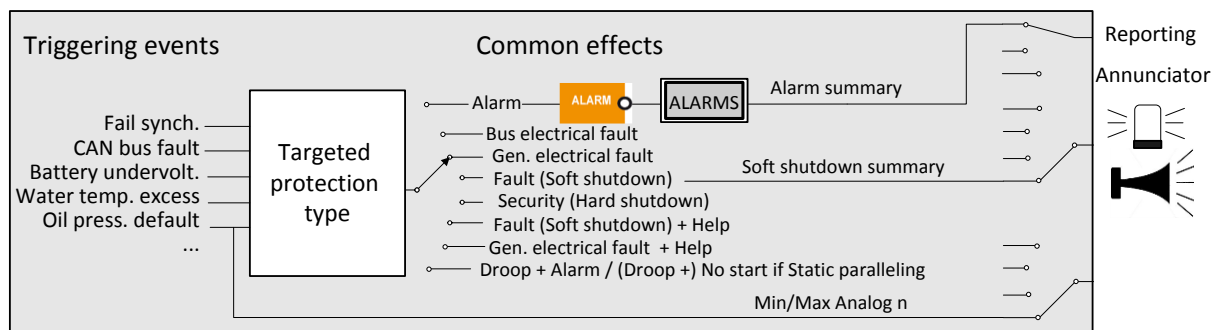 Triggering events
Common effects
Reporting
Annunciator
Alarm
ALARM
ALARMS
Alarm summary
Fail synch.
CAN bus fault
Battery undervolt.
Water temp. excess
Oil press. default
...
Targeted
protection
type
Bus electrical fault
Gen. electrical fault
Fault (Soft shutdown)
Soft shutdown summary
Security (Hard shutdown)
Fault (Soft shutdown) + Help
Gen. electrical fault + Help
Droop + Alarm / (Droop +) No start if Static paralleling
Min/Max Analog n